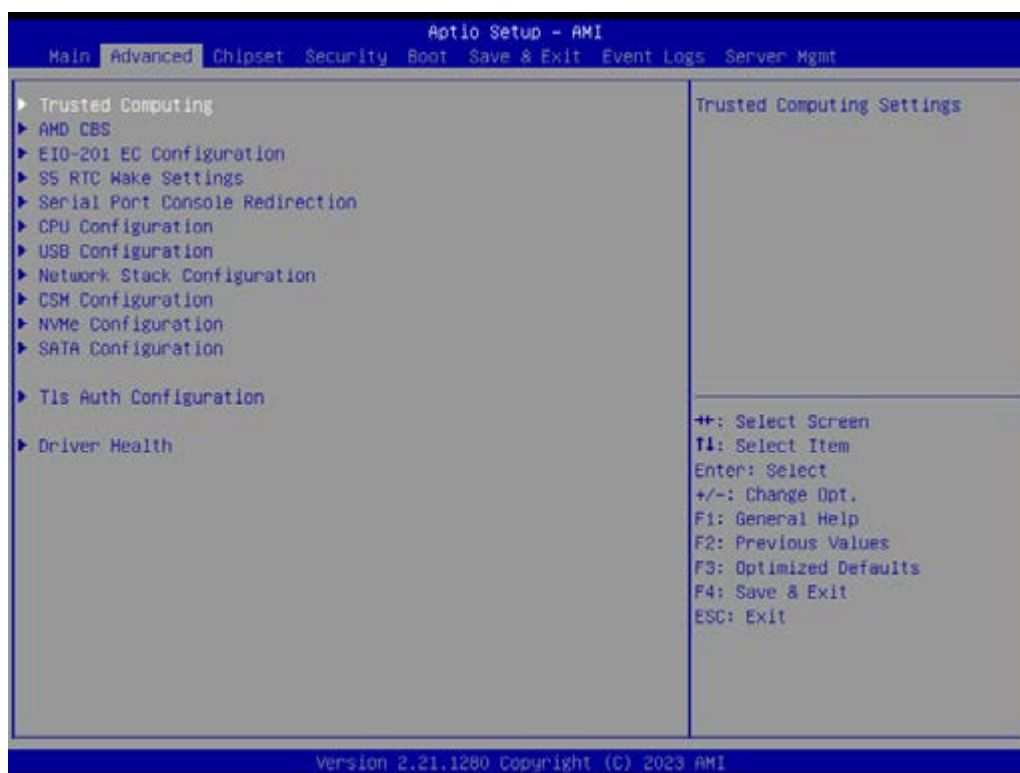 Aptio Setup - AMI
Main Advanced Chipset Security Boot Save & Exit Event Logs Server Mgmt
Trusted Computing
AMD CBS
EIO-201 EC Configuration
S5 RTC Wake Settings
Serial Port Console Redirection
CPU Configuration
USB Configuration
Network Stack Configuration
CSM Configuration
NVMe Configuration
SATA Configuration
Tls Auth Configuration
Driver Health
Trusted Computing Settings
→←: Select Screen
↑↓: Select Item
Enter: Select
+/-: Change Opt.
F1: General Help
F2: Previous Values
F3: Optimized Defaults
F4: Save & Exit
ESC: Exit
Version 2.21.1280 Copyright (C) 2023 AMI